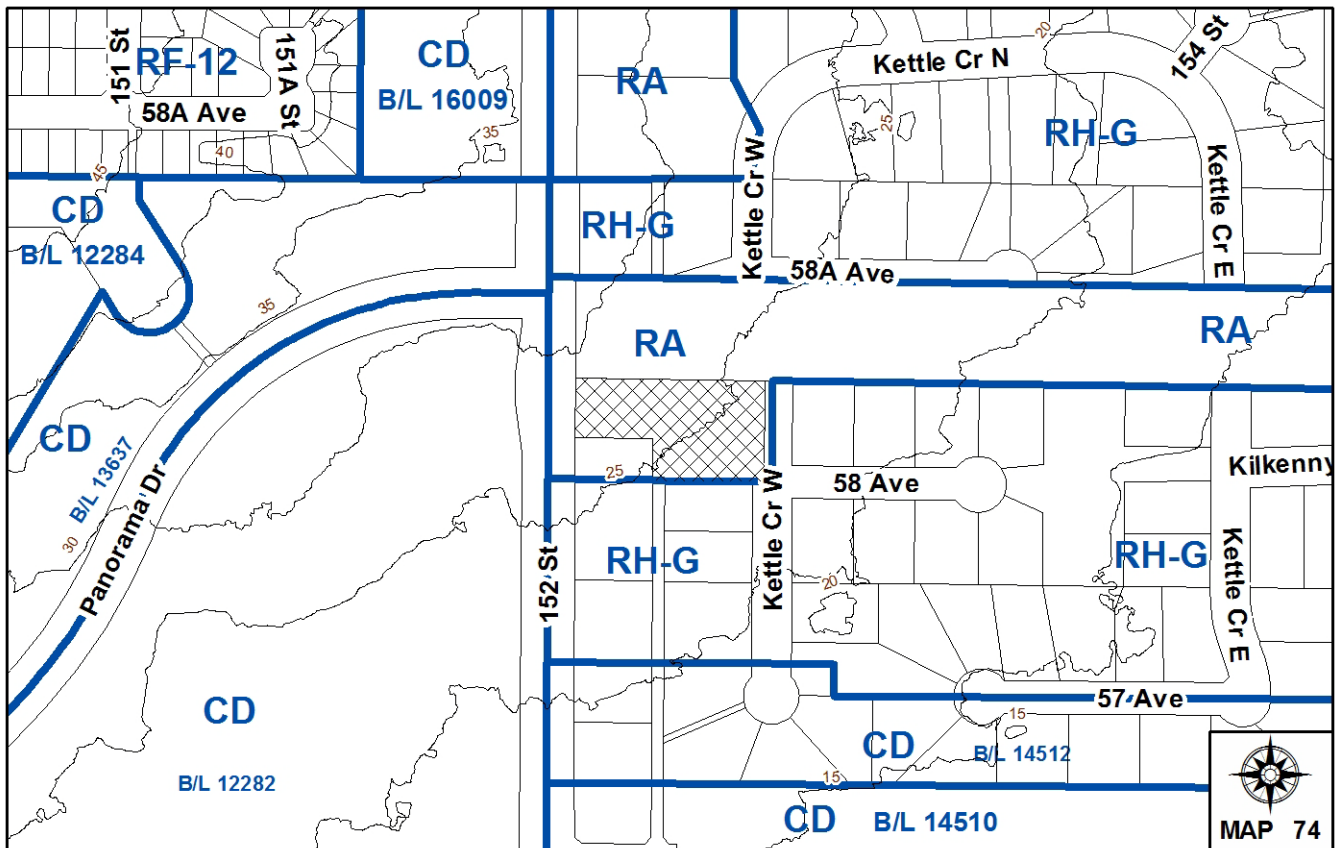 151 St
RF-12
151A St
58A Ave
CD
B/L 16009
35
40
45
RA
Kettle Cr N
20
154 St
25
RH-G
Kettle Cr W
Kettle Cr E
CD
B/L 12284
RH-G
58A Ave
35
RA
RA
CD
B/L 13637
30
Panorama Dr
25
58 Ave
Kilkenny
152 St
RH-G
Kettle Cr W
20
RH-G
Kettle Cr E
CD
B/L 12282
57 Ave
15
CD
B/L 14512
15
CD
B/L 14510
MAP 74